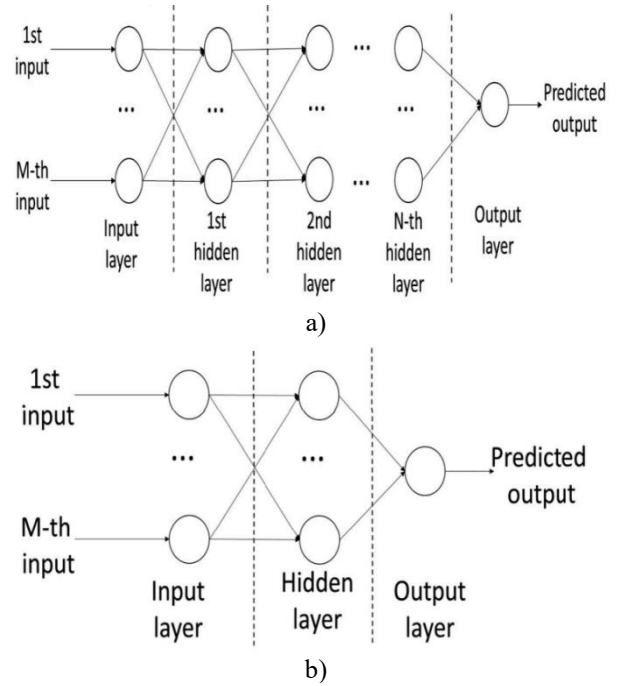 1st
input
...
...
...
...
...
M-th
input
...
Predicted
output
Input
layer
1st
hidden
layer
2nd
hidden
layer
N-th
hidden
layer
Output
layer
a)
1st
input
...
...
M-th
input
Predicted
output
Input
layer
Hidden
layer
Output
layer
b)